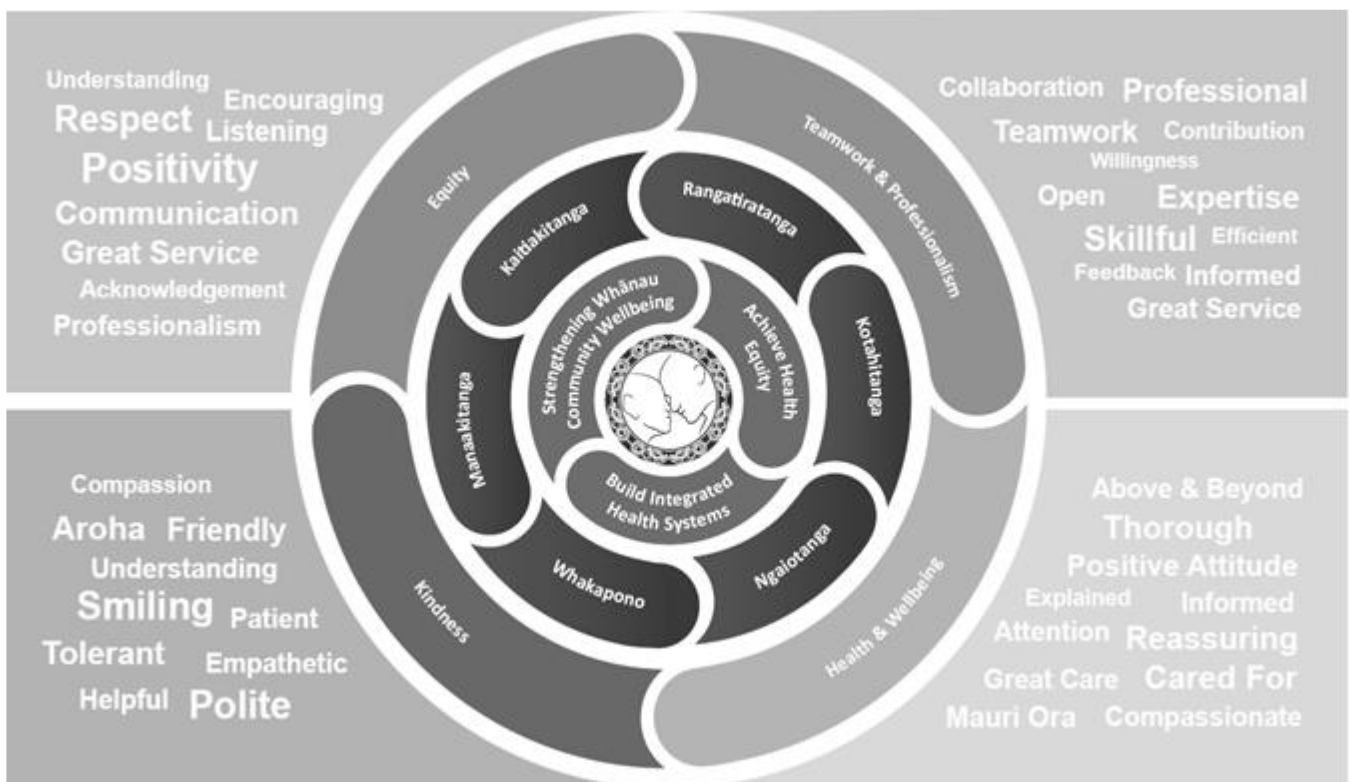 Understanding
Respect Encouraging
Listening
Positivity
Communication
Great Service
Acknowledgement
Professionalism
Collaboration Professional
Teamwork Contribution
Willingness
Open Expertise
Skillful Efficient
Feedback Informed
Great Service
Equity
Teamwork & Professionalism
Health & Wellbeing
Kindness
Kaitiakitanga
Rangatiratanga
Kotahitanga
Ngaiotanga
Whakapono
Manaakitanga
Strengthening Whānau
Community Wellbeing
Achieve Health
Equity
Build Integrated
Health Systems
Compassion
Aroha Friendly
Understanding
Smiling Patient
Tolerant Empathetic
Helpful Polite
Above & Beyond
Thorough
Positive Attitude
Explained Informed
Attention Reassuring
Great Care Cared For
Mauri Ora Compassionate